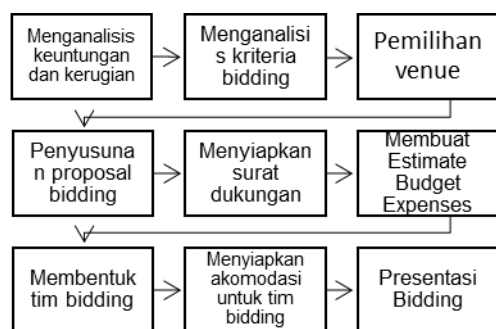 Menganalisis
keuntungan
dan kerugian
Menganalisi
s kriteria
bidding
Pemilihan
venue
Penyusuna
n proposal
bidding
Menyiapkan
surat
dukungan
Membuat
Estimate
Budget
Expenses
Membentuk
tim bidding
Menyiapkan
akomodasi
untuk tim
bidding
Presentasi
Bidding